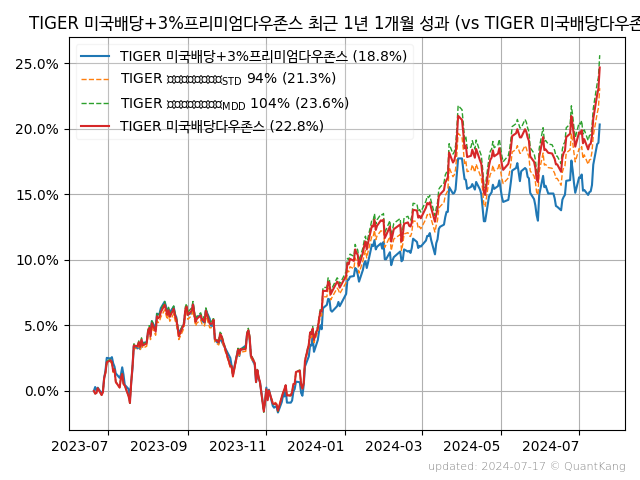 TIGER 미국배당+3%프리미엄다우존스 최근 1년 1개월 성과 (vs TIGER 미국배당다우존
TIGER 미국배당+3%프리미엄다우존스 (18.8%)
TIGER STD 94% (21.3%)
TIGER MDD 104% (23.6%)
TIGER 미국배당다우존스 (22.8%)
25.0%
20.0%
15.0%
10.0%
5.0%
0.0%
2023-07 2023-09 2023-11 2024-01 2024-03 2024-05 2024-07
updated: 2024-07-17 © QuantKang